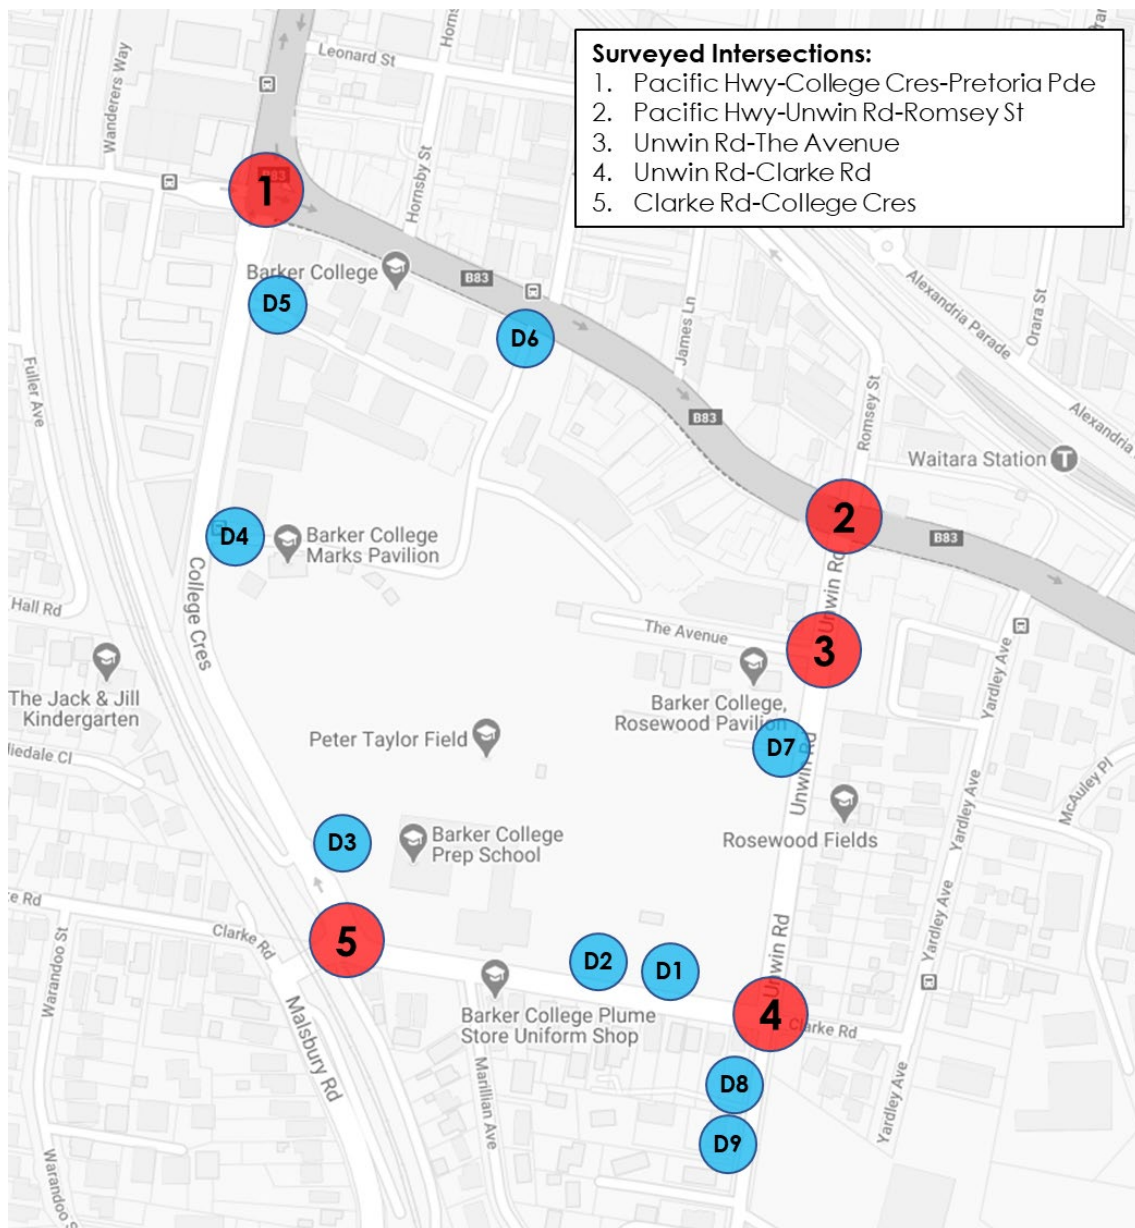 Surveyed Intersections:
1. Pacific Hwy-College Cres-Pretoria Pde
2. Pacific Hwy-Unwin Rd-Romsey St
3. Unwin Rd-The Avenue
4. Unwin Rd-Clarke Rd
5. Clarke Rd-College Cres
Wanderers Way
Leonard St
Horns
Hornsby St
B83
1
Barker College
D5
B83
D6
James Ln
Alexandria Parade
Orara St
Alexandria
Fuller Ave
B83
Romsey St
Waitara Station
T
2
B83
D4
Barker College
Marks Pavilion
College Cres
Hall Rd
Unwin Rd
The Avenue
3
Yardley Ave
The Jack & Jill
Kindergarten
Barker College,
Rosewood Pavilion
Peter Taylor Field
D7
Unwin Rd
McAuley Pl
Yardley Ave
Rosewood Fields
D3
Barker College
Prep School
Clarke Rd
5
D2
D1
Unwin Rd
Yardley Ave
Warandoo St
Malsbury Rd
Barker College Plume
Store Uniform Shop
4
Clarke Rd
Marillian Ave
D8
Yardley Ave
D9
Warandoo S